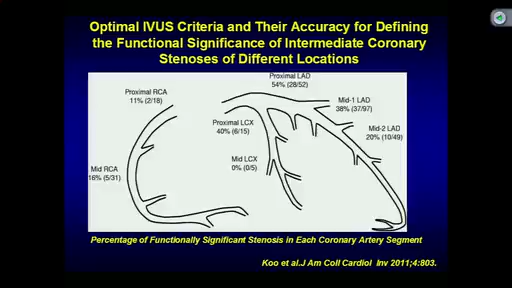 Optimal IVUS Criteria and Their Accuracy for Defining
the Functional Significance of Intermediate Coronary
Stenoses of Different Locations
Proximal LAD
54% (28/52)
Proximal RCA
11% (2/18)
Mid-1 LAD
38% (37/97)
Proximal LCX
40% (6/15)
Mid-2 LAD
20% (10/49)
Mid LCX
0% (0/5)
Mid RCA
16% (5/31)
Percentage of Functionally Significant Stenosis in Each Coronary Artery Segment
Koo et al.J Am Coll Cardiol Inv 2011;4:803.